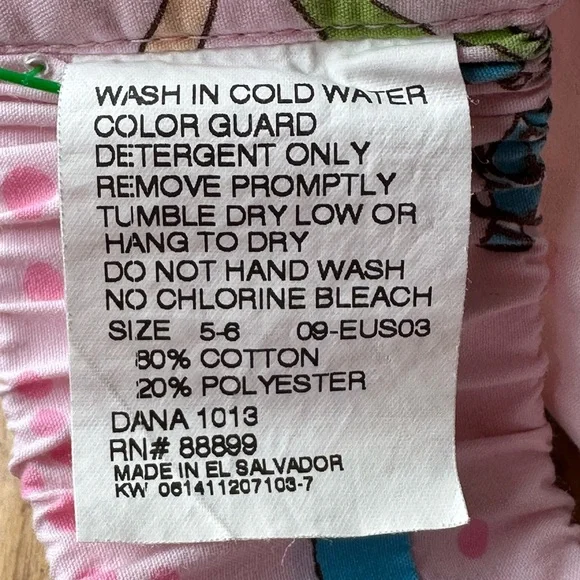 WASH IN COLD WATER
COLOR GUARD
DETERGENT ONLY
REMOVE PROMPTLY
TUMBLE DRY LOW OR
HANG TO DRY
DO NOT HAND WASH
NO CHLORINE BLEACH
SIZE 5-6 09-EUS03
80% COTTON
20% POLYESTER
DANA 1013
RN# 88899
MADE IN EL SALVADOR
KW 061411207103-7